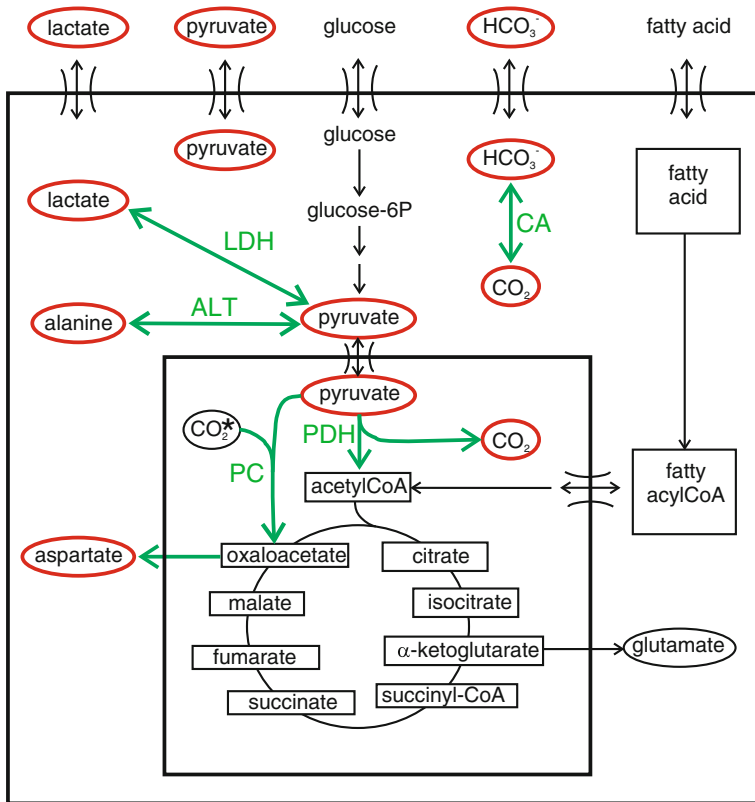 lactate
pyruvate
glucose
HCO₃⁻
fatty acid
pyruvate
glucose
HCO₃⁻
fatty
acid
lactate
glucose-6P
LDH
CA
CO₂
alanine
ALT
pyruvate
pyruvate
CO₂*
PDH
CO₂
PC
acetylCoA
fatty
acylCoA
aspartate
oxaloacetate
citrate
malate
isocitrate
fumarate
α-ketoglutarate
glutamate
succinate
succinyl-CoA